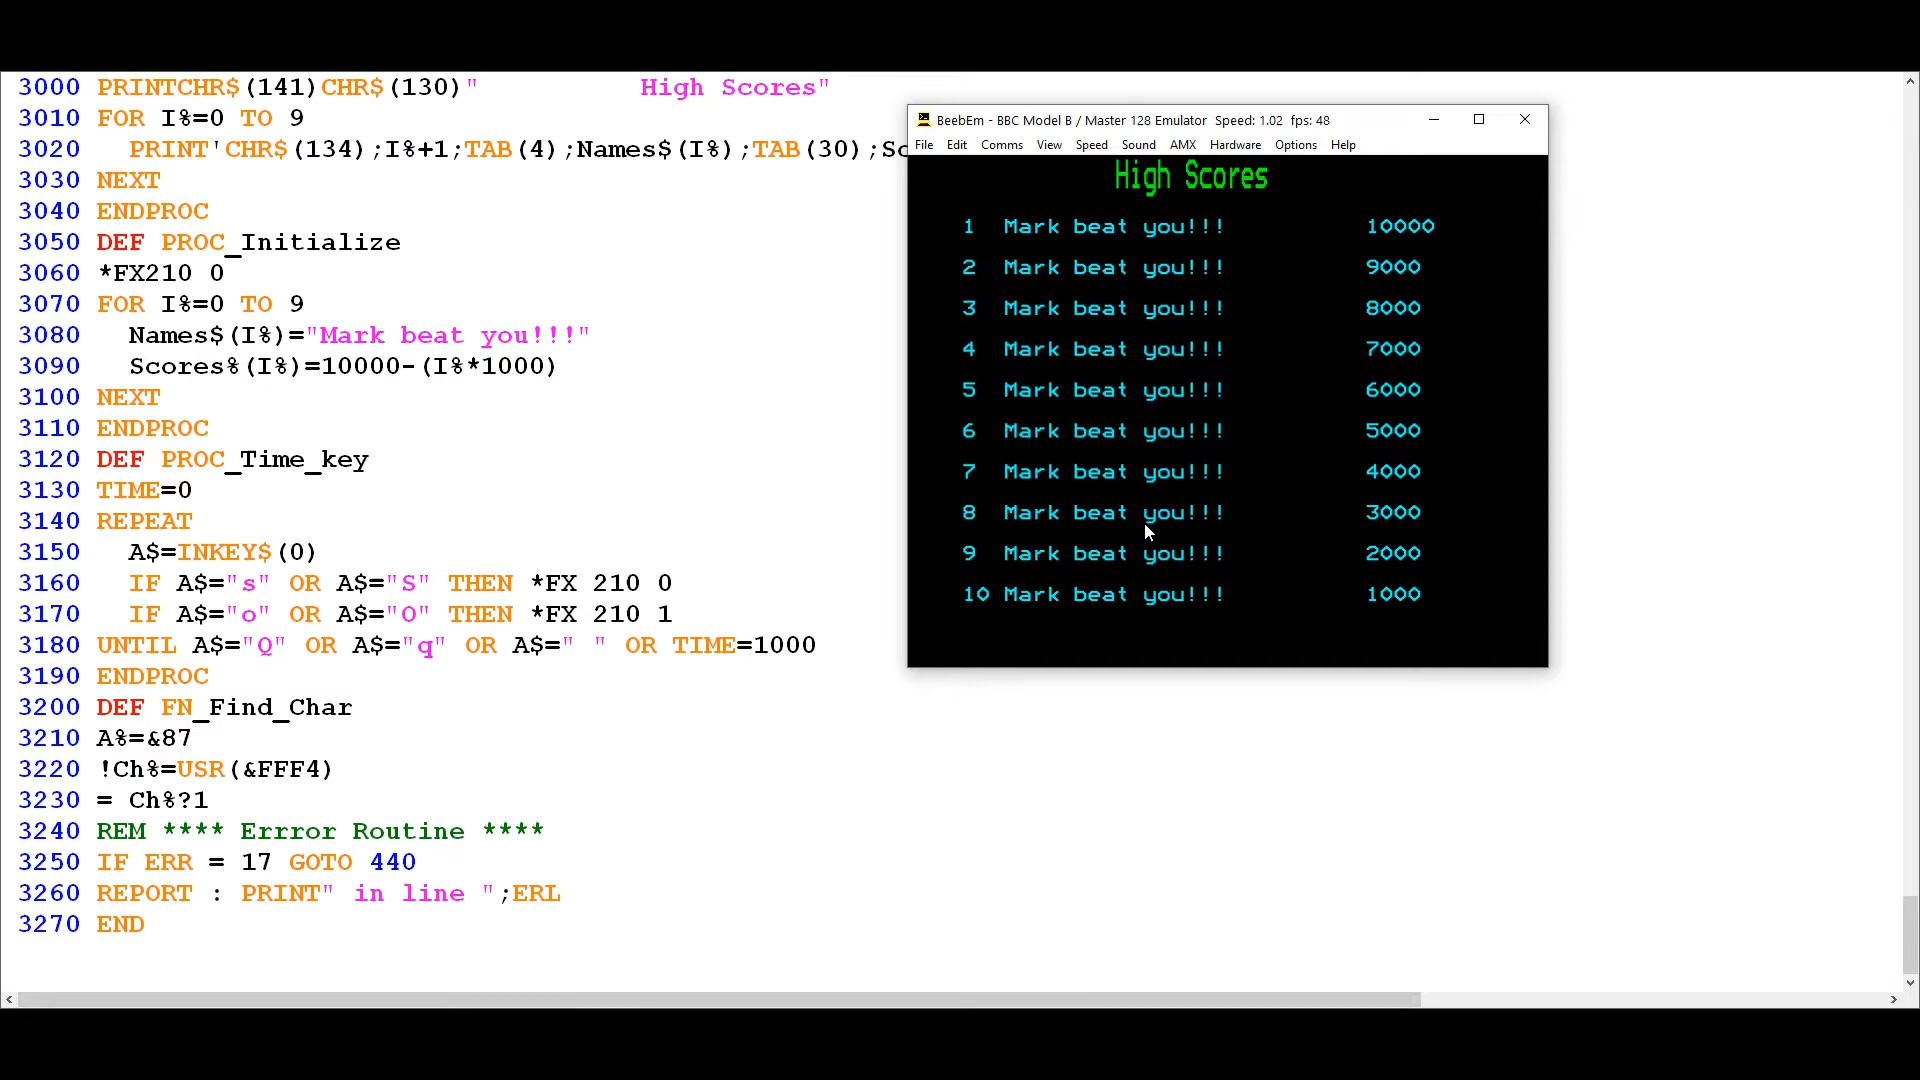 3000 PRINTCHR$(141)CHR$(130)"          High Scores"
3010 FOR I%=0 TO 9
3020   PRINT'CHR$(134);I%+1;TAB(4);Names$(I%);TAB(30);Sc
3030 NEXT
3040 ENDPROC
3050 DEF PROC_Initialize
3060 *FX210 0
3070 FOR I%=0 TO 9
3080   Names$(I%)="Mark beat you!!!"
3090   Scores%(I%)=10000-(I%*1000)
3100 NEXT
3110 ENDPROC
3120 DEF PROC_Time_key
3130 TIME=0
3140 REPEAT
3150   A$=INKEY$(0)
3160   IF A$="s" OR A$="S" THEN *FX 210 0
3170   IF A$="o" OR A$="O" THEN *FX 210 1
3180 UNTIL A$="Q" OR A$="q" OR A$=" " OR TIME=1000
3190 ENDPROC
3200 DEF FN_Find_Char
3210 A%=&87
3220 !Ch%=USR(&FFF4)
3230 = Ch%?1
3240 REM **** Errror Routine ****
3250 IF ERR = 17 GOTO 440
3260 REPORT : PRINT" in line ";ERL
3270 END
BeebEm - BBC Model B / Master 128 Emulator  Speed: 1.02  fps: 48
File Edit Comms View Speed Sound AMX Hardware Options Help
High Scores
1 Mark beat you!!! 10000
2 Mark beat you!!! 9000
3 Mark beat you!!! 8000
4 Mark beat you!!! 7000
5 Mark beat you!!! 6000
6 Mark beat you!!! 5000
7 Mark beat you!!! 4000
8 Mark beat you!!! 3000
9 Mark beat you!!! 2000
10 Mark beat you!!! 1000